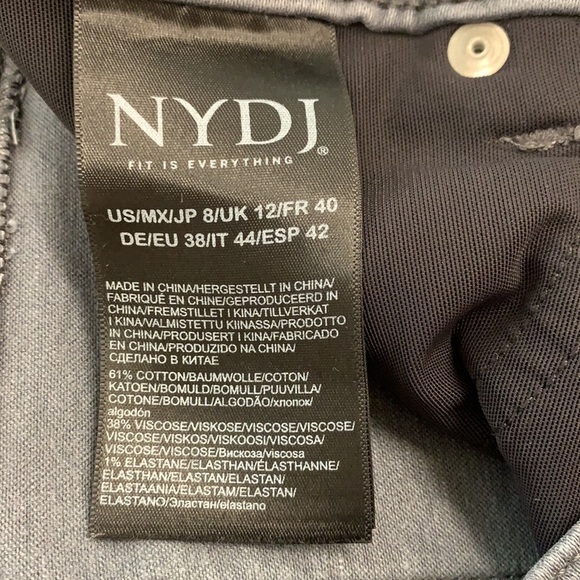 NYDJ®
FIT IS EVERYTHING
US/MX/JP 8/UK 12/FR 40
DE/EU 38/IT 44/ESP 42
MADE IN CHINA/HERGESTELLT IN CHINA/
FABRIQUÉ EN CHINE/GEPRODUCEERD IN
CHINA/FREMSTILLET I KINA/TILLVERKAT
I KINA/VALMISTETTU KIINASSA/PRODOTTO
IN CINA/PRODUSERT I KINA/FABRICADO
EN CHINA/PRODUZIDO NA CHINA/
СДЕЛАНО В КИТАЕ
61% COTTON/BAUMWOLLE/COTON/
KATOEN/BOMULD/BOMULL/PUUVILLA/
COTONE/BOMULL/ALGODÃO/хлопок/
algodón
38% VISCOSE/VISKOSE/VISCOSE/VISCOSE/
VISCOSE/VISKOS/VISKOOSI/VISCOSA/
VISCOSE/VISCOSE/Вискоза/viscosa
1% ELASTANE/ELASTHAN/ÉLASTHANNE/
ELASTHAN/ELASTAN/ELASTAN/
ELASTAANIA/ELASTAM/ELASTAN/
ELASTANO/Эластан/elastano